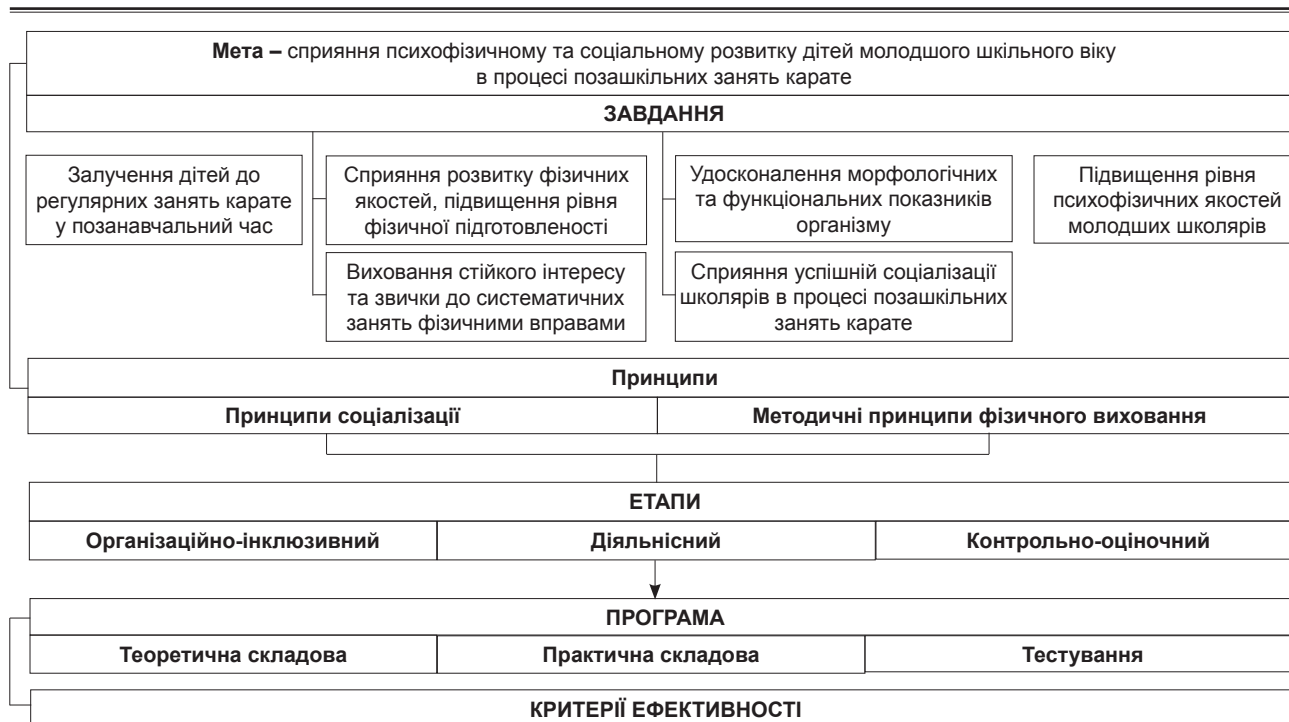 Мета – сприяння психофізичному та соціальному розвитку дітей молодшого шкільного віку
в процесі позашкільних занять карате
ЗАВДАННЯ
Залучення дітей до
регулярних занять карате
у позанавчальний час
Сприяння розвитку фізичних
якостей, підвищення рівня
фізичної підготовленості
Удосконалення морфологічних
та функціональних показників
організму
Підвищення рівня
психофізичних якостей
молодших школярів
Виховання стійкого інтересу
та звички до систематичних
занять фізичними вправами
Сприяння успішній соціалізації
школярів в процесі позашкільних
занять карате
Принципи
Принципи соціалізації
Методичні принципи фізичного виховання
ЕТАПИ
Організаційно-інклюзивний
Діяльнісний
Контрольно-оціночний
ПРОГРАМА
Теоретична складова
Практична складова
Тестування
КРИТЕРІЇ ЕФЕКТИВНОСТІ